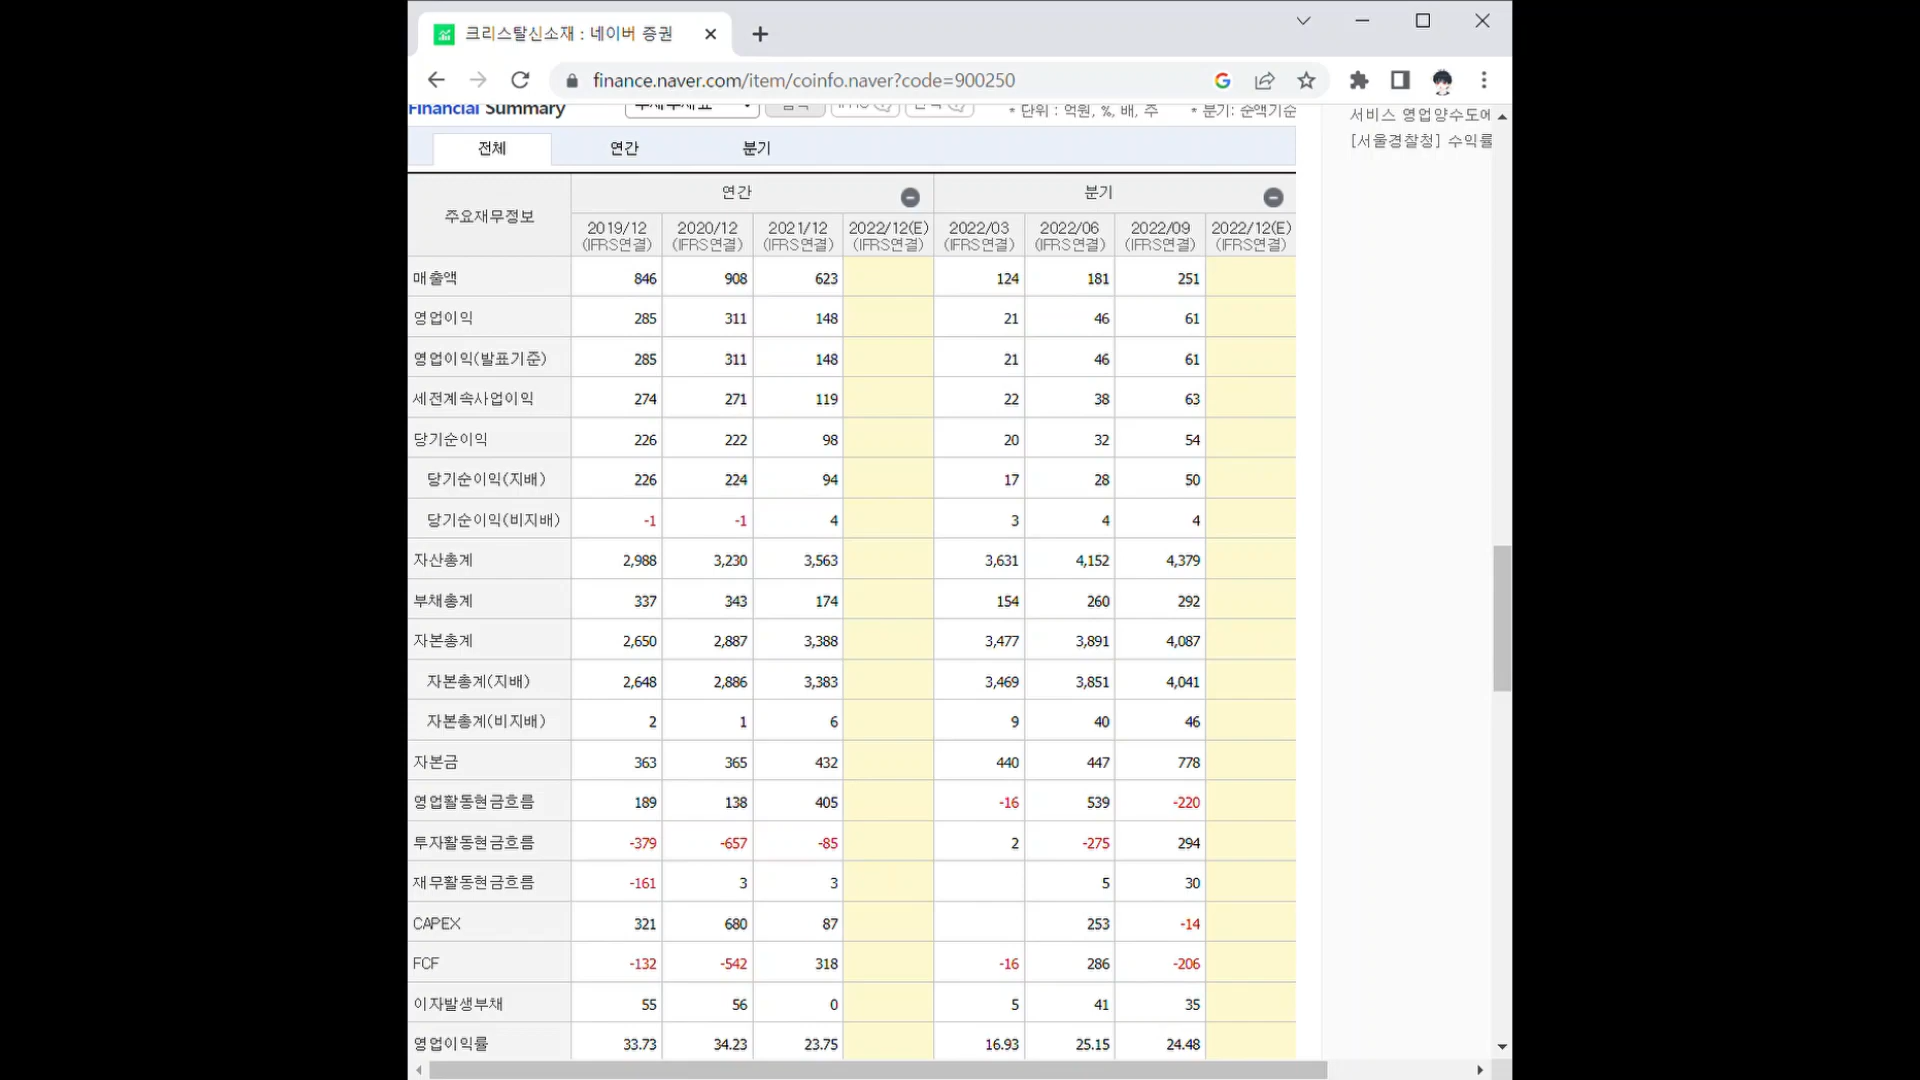 크리스탈신소재 : 네이버 증권
finance.naver.com/item/coinfo.naver?code=900250
Financial Summary
* 단위 : 억원, %, 배, 주 * 분기: 순액기준
서비스 영업양수도에
[서울경찰청] 수익률
전체 연간 분기
주요재무정보 연간 분기
2019/12 2020/12 2021/12 2022/12(E) 2022/03 2022/06 2022/09 2022/12(E)
(IFRS연결) (IFRS연결) (IFRS연결) (IFRS연결) (IFRS연결) (IFRS연결) (IFRS연결) (IFRS연결)
매출액 846 908 623 124 181 251
영업이익 285 311 148 21 46 61
영업이익(발표기준) 285 311 148 21 46 61
세전계속사업이익 274 271 119 22 38 63
당기순이익 226 222 98 20 32 54
당기순이익(지배) 226 224 94 17 28 50
당기순이익(비지배) -1 -1 4 3 4 4
자산총계 2,988 3,230 3,563 3,631 4,152 4,379
부채총계 337 343 174 154 260 292
자본총계 2,650 2,887 3,388 3,477 3,891 4,087
자본총계(지배) 2,648 2,886 3,383 3,469 3,851 4,041
자본총계(비지배) 2 1 6 9 40 46
자본금 363 365 432 440 447 778
영업활동현금흐름 189 138 405 -16 539 -220
투자활동현금흐름 -379 -657 -85 2 -275 294
재무활동현금흐름 -161 3 3 5 30
CAPEX 321 680 87 253 -14
FCF -132 -542 318 -16 286 -206
이자발생부채 55 56 0 5 41 35
영업이익률 33.73 34.23 23.75 16.93 25.15 24.48